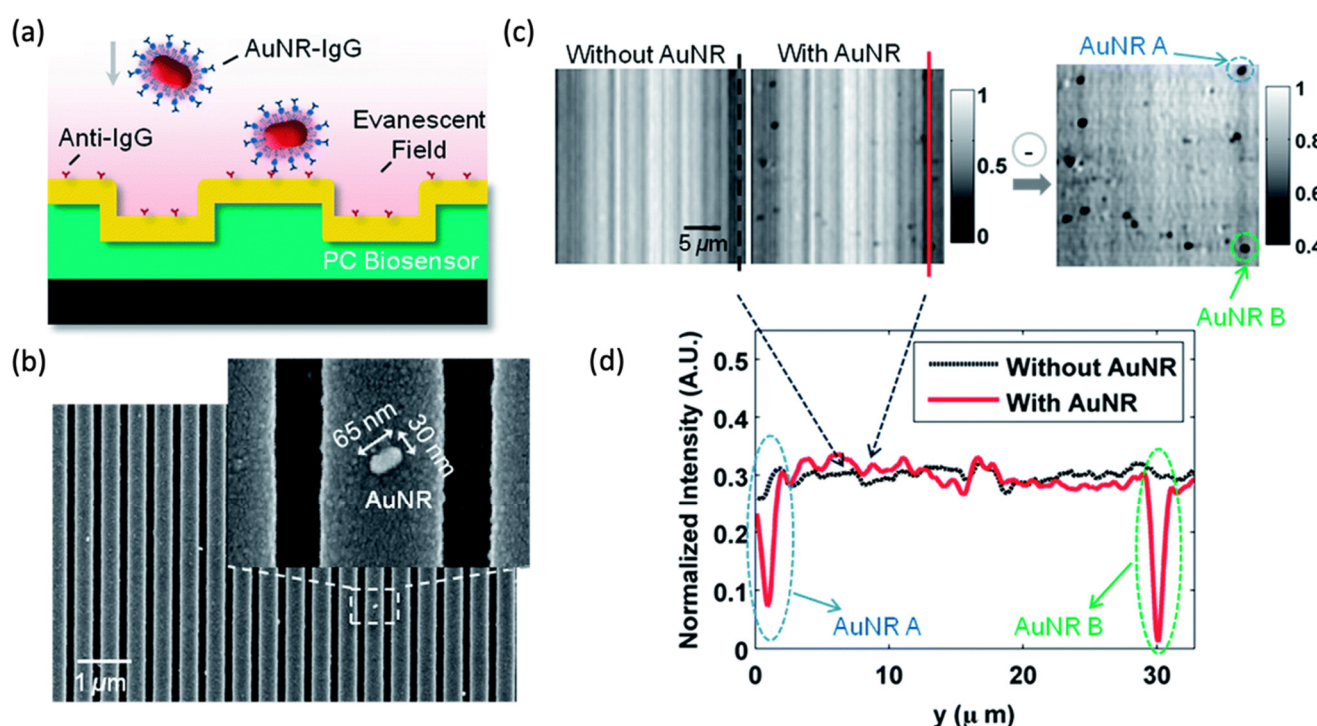 (a)
AuNR-IgG
Anti-IgG
Evanescent
Field
PC Biosensor
(b)
65 nm
30 nm
AuNR
1 µm
(c)
Without AuNR
With AuNR
5 µm
1
0.5
0
-
AuNR A
1
0.8
0.6
0.4
AuNR B
(d)
Normalized Intensity (A.U.)
0.5
0.4
0.3
0.2
0.1
0
Without AuNR
With AuNR
AuNR A
AuNR B
0 10 20 30
y (µ m)